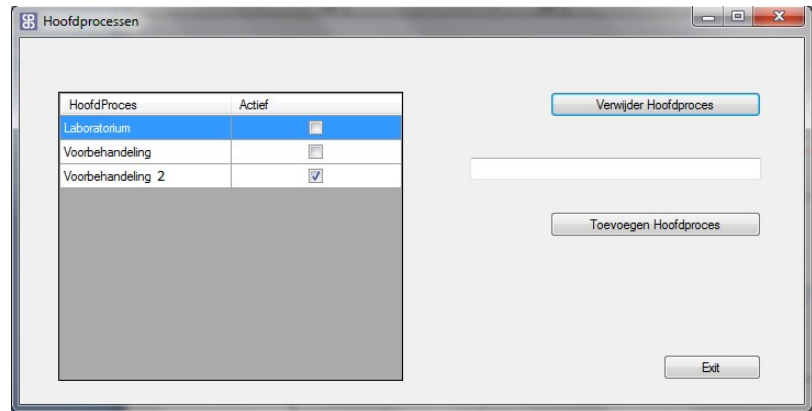 Hoofdprocessen
HoofdProces Actief
Laboratorium
Voorbehandeling
Voorbehandeling 2
Verwijder Hoofdproces
Toevoegen Hoofdproces
Exit